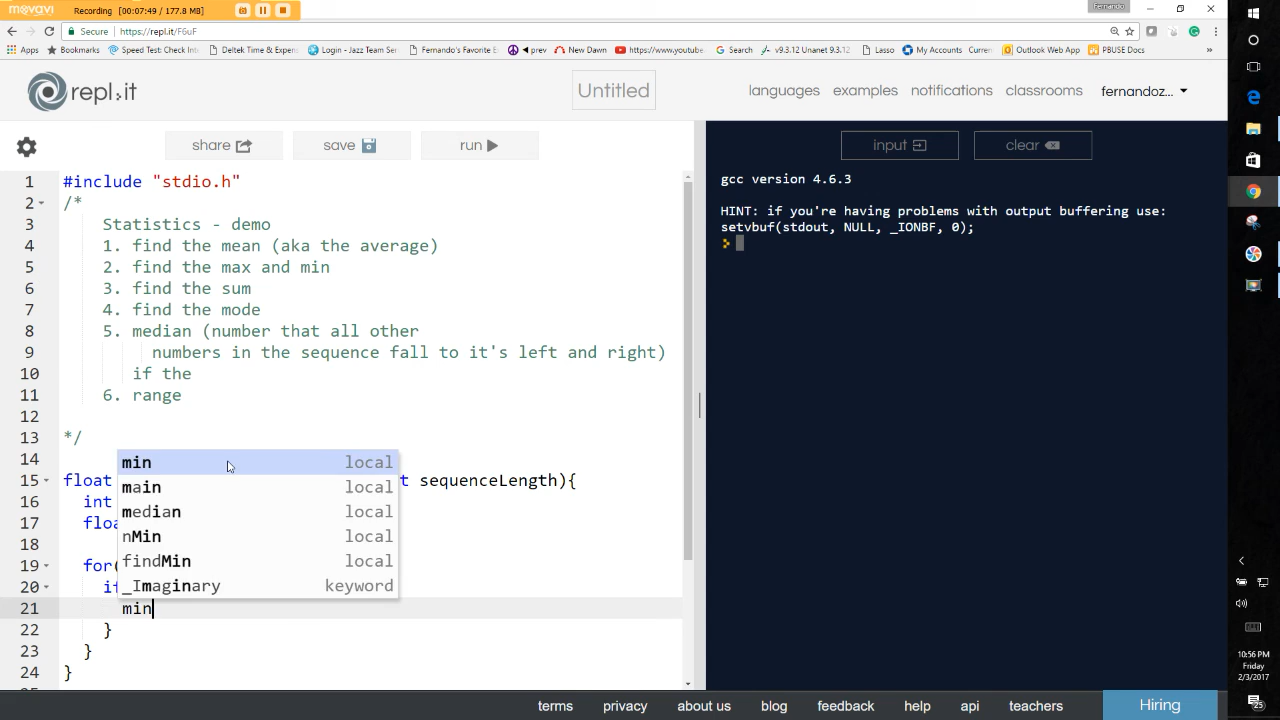 movavi
Recording 00:07:49 / 177.8 MB
Fernando
Secure https://repl.it/F6uF
Apps Bookmarks Speed Test: Check Inte Deltek Time & Expens Login - Jazz Team Ser Fernando's Favorite E ◄ prev New Dawn https://www.youtube Search v9.3.12 Unanet 9.3.12 Lasso My Accounts Curren Outlook Web App PBUSE Docs »
repl.it
Untitled
languages examples notifications classrooms fernandoz...
share save run
input clear
1 #include "stdio.h"
2 /*
3 Statistics - demo
4 1. find the mean (aka the average)
5 2. find the max and min
6 3. find the sum
7 4. find the mode
8 5. median (number that all other
9 numbers in the sequence fall to it's left and right)
10 if the
11 6. range
12
13 */
14
15 float t sequenceLength){
16 int
17 floa
18
19 for(
20 if
21 min
22 }
23 }
24 }
min local
main local
median local
nMin local
findMin local
_Imaginary keyword
gcc version 4.6.3
HINT: if you're having problems with output buffering use:
setvbuf(stdout, NULL, _IONBF, 0);
terms privacy about us blog feedback help api teachers Hiring
10:56 PM
Friday
2/3/2017
25